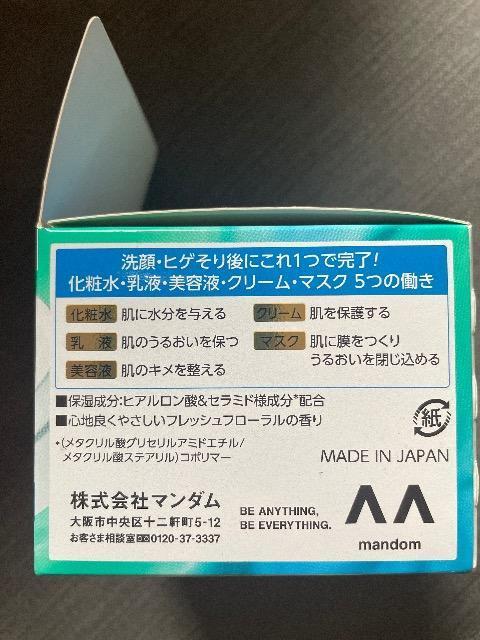 洗顔・ヒゲそり後にこれ1つで完了!
化粧水・乳液・美容液・クリーム・マスク 5つの働き
化粧水 肌に水分を与える
乳 液 肌のうるおいを保つ
美容液 肌のキメを整える
クリーム 肌を保護する
マスク 肌に膜をつくり
うるおいを閉じ込める
■保湿成分:ヒアルロン酸&セラミド様成分*配合
■心地良くやさしいフレッシュフローラルの香り
*(メタクリル酸グリセリルアミドエチル/
メタクリル酸ステアリル)コポリマー
紙
MADE IN JAPAN
株式会社マンダム
大阪市中央区十二軒町5-12
お客さま相談室 0120-37-3337
BE ANYTHING,
BE EVERYTHING.
mandom